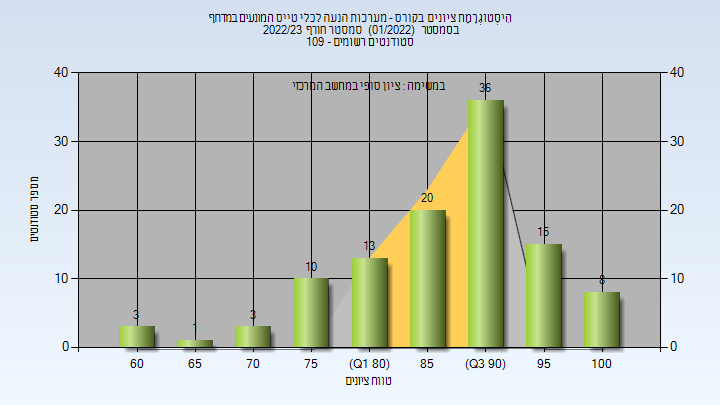 היסטוגרמת ציונים בקורס - מערכות הנעה לכלי טייס המונעים במדחף
בסמסטר (01/2022) סמסטר חורף 2022/23
סטודנטים רשומים - 109
במשימה : ציון סופי במחשב המרכזי
40 40
30 30
20 20
10 10
0 0
מספר סטודנטים
3 1 3 10 13 20 36 15 8
60 65 70 75 (Q1 80) 85 (Q3 90) 95 100
טווח ציונים